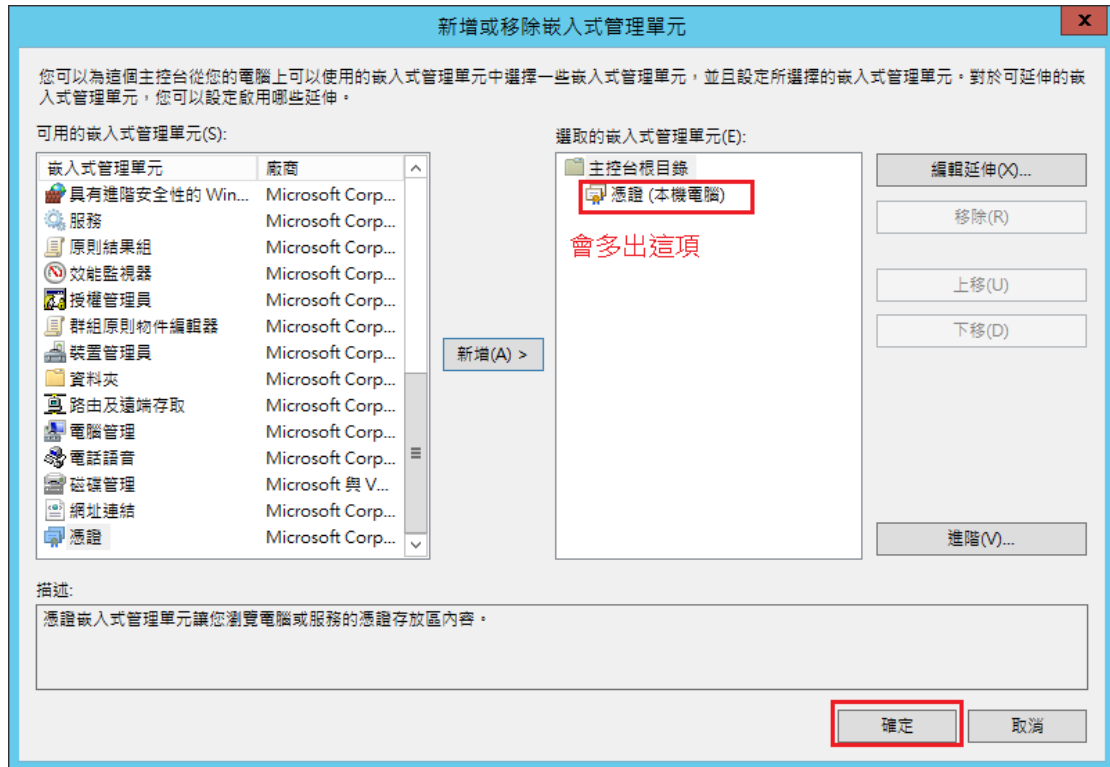 新增或移除嵌入式管理單元
x
您可以為這個主控台從您的電腦上可以使用的嵌入式管理單元中選擇一些嵌入式管理單元，並且設定所選擇的嵌入式管理單元。對於可延伸的嵌
入式管理單元，您可以設定啟用哪些延伸。
可用的嵌入式管理單元(S):
嵌入式管理單元 廠商
具有進階安全性的 Win... Microsoft Corp...
服務 Microsoft Corp...
原則結果組 Microsoft Corp...
效能監視器 Microsoft Corp...
授權管理員 Microsoft Corp...
群組原則物件編輯器 Microsoft Corp...
裝置管理員 Microsoft Corp...
資料夾 Microsoft Corp...
路由及遠端存取 Microsoft Corp...
電腦管理 Microsoft Corp...
電話語音 Microsoft Corp...
磁碟管理 Microsoft 與 V...
網址連結 Microsoft Corp...
憑證 Microsoft Corp...
新增(A) >
選取的嵌入式管理單元(E):
主控台根目錄
憑證 (本機電腦)
會多出這項
編輯延伸(X)...
移除(R)
上移(U)
下移(D)
進階(V)...
描述:
憑證嵌入式管理單元讓您瀏覽電腦或服務的憑證存放區內容。
確定
取消